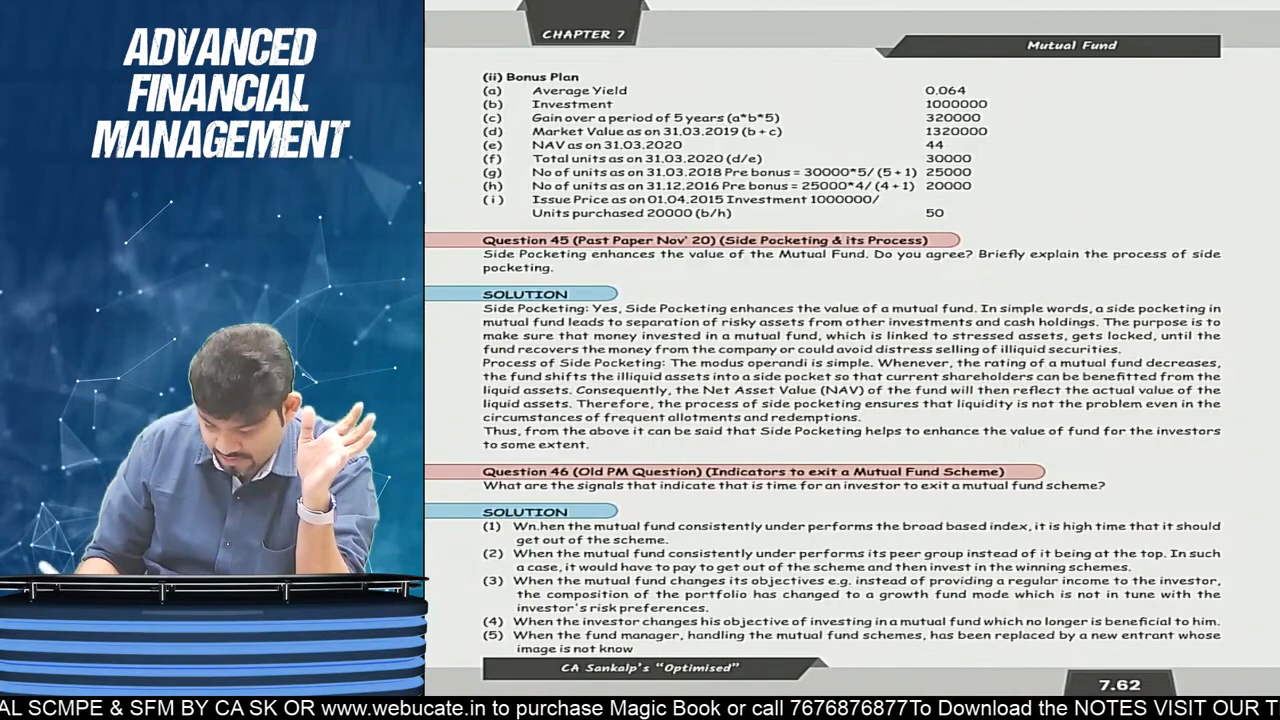 ADVANCED
FINANCIAL
MANAGEMENT
CHAPTER 7
Mutual Fund
(ii) Bonus Plan
(a) Average Yield 0.064
(b) Investment 1000000
(c) Gain over a period of 5 years (a*b*5) 320000
(d) Market Value as on 31.03.2019 (b + c) 1320000
(e) NAV as on 31.03.2020 44
(f) Total units as on 31.03.2020 (d/e) 30000
(g) No of units as on 31.03.2018 Pre bonus = 30000*5/ (5 + 1) 25000
(h) No of units as on 31.12.2016 Pre bonus = 25000*4/ (4 + 1) 20000
(i) Issue Price as on 01.04.2015 Investment 1000000/
Units purchased 20000 (b/h) 50
Question 45 (Past Paper Nov' 20) (Side Pocketing & its Process)
Side Pocketing enhances the value of the Mutual Fund. Do you agree? Briefly explain the process of side
pocketing.
SOLUTION
Side Pocketing: Yes, Side Pocketing enhances the value of a mutual fund. In simple words, a side pocketing in
mutual fund leads to separation of risky assets from other investments and cash holdings. The purpose is to
make sure that money invested in a mutual fund, which is linked to stressed assets, gets locked, until the
fund recovers the money from the company or could avoid distress selling of illiquid securities.
Process of Side Pocketing: The modus operandi is simple. Whenever, the rating of a mutual fund decreases,
the fund shifts the illiquid assets into a side pocket so that current shareholders can be benefitted from the
liquid assets. Consequently, the Net Asset Value (NAV) of the fund will then reflect the actual value of the
liquid assets. Therefore, the process of side pocketing ensures that liquidity is not the problem even in the
circumstances of frequent allotments and redemptions.
Thus, from the above it can be said that Side Pocketing helps to enhance the value of fund for the investors
to some extent.
Question 46 (Old PM Question) (Indicators to exit a Mutual Fund Scheme)
What are the signals that indicate that is time for an investor to exit a mutual fund scheme?
SOLUTION
(1) Wn.hen the mutual fund consistently under performs the broad based index, it is high time that it should
get out of the scheme.
(2) When the mutual fund consistently under performs its peer group instead of it being at the top. In such
a case, it would have to pay to get out of the scheme and then invest in the winning schemes.
(3) When the mutual fund changes its objectives e.g. instead of providing a regular income to the investor,
the composition of the portfolio has changed to a growth fund mode which is not in tune with the
investor's risk preferences.
(4) When the investor changes his objective of investing in a mutual fund which no longer is beneficial to him.
(5) When the fund manager, handling the mutual fund schemes, has been replaced by a new entrant whose
image is not know
CA Sankalp's "Optimised"
7.62
AL SCMPE & SFM BY CA SK OR www.webucate.in to purchase Magic Book or call 7676876877To Download the NOTES VISIT OUR T